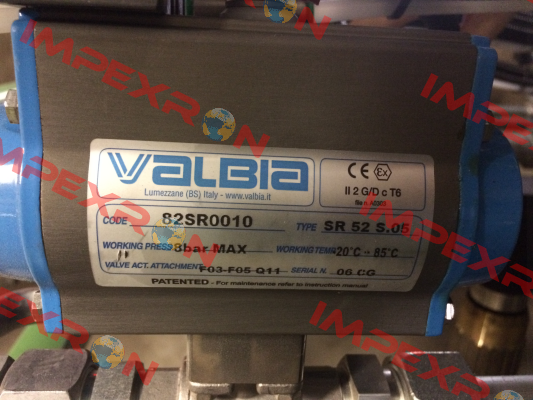 VALBIA
Lumezzane (BS) Italy - www.valbia.it
CE Ex
II 2 G/D c T6
CODE 82SR0010 TYPE SR 52 S.05
WORKING PRESS 8bar MAX WORKING TEMP -20°C - 85°C
VALVE ACT. ATTACHMENT F03-F05 Q11 SERIAL N. 06 CG
PATENTED - For maintenance refer to instruction manual
IMPEXRON
IMPEXRON
IMPEXRON
IMPEXRON